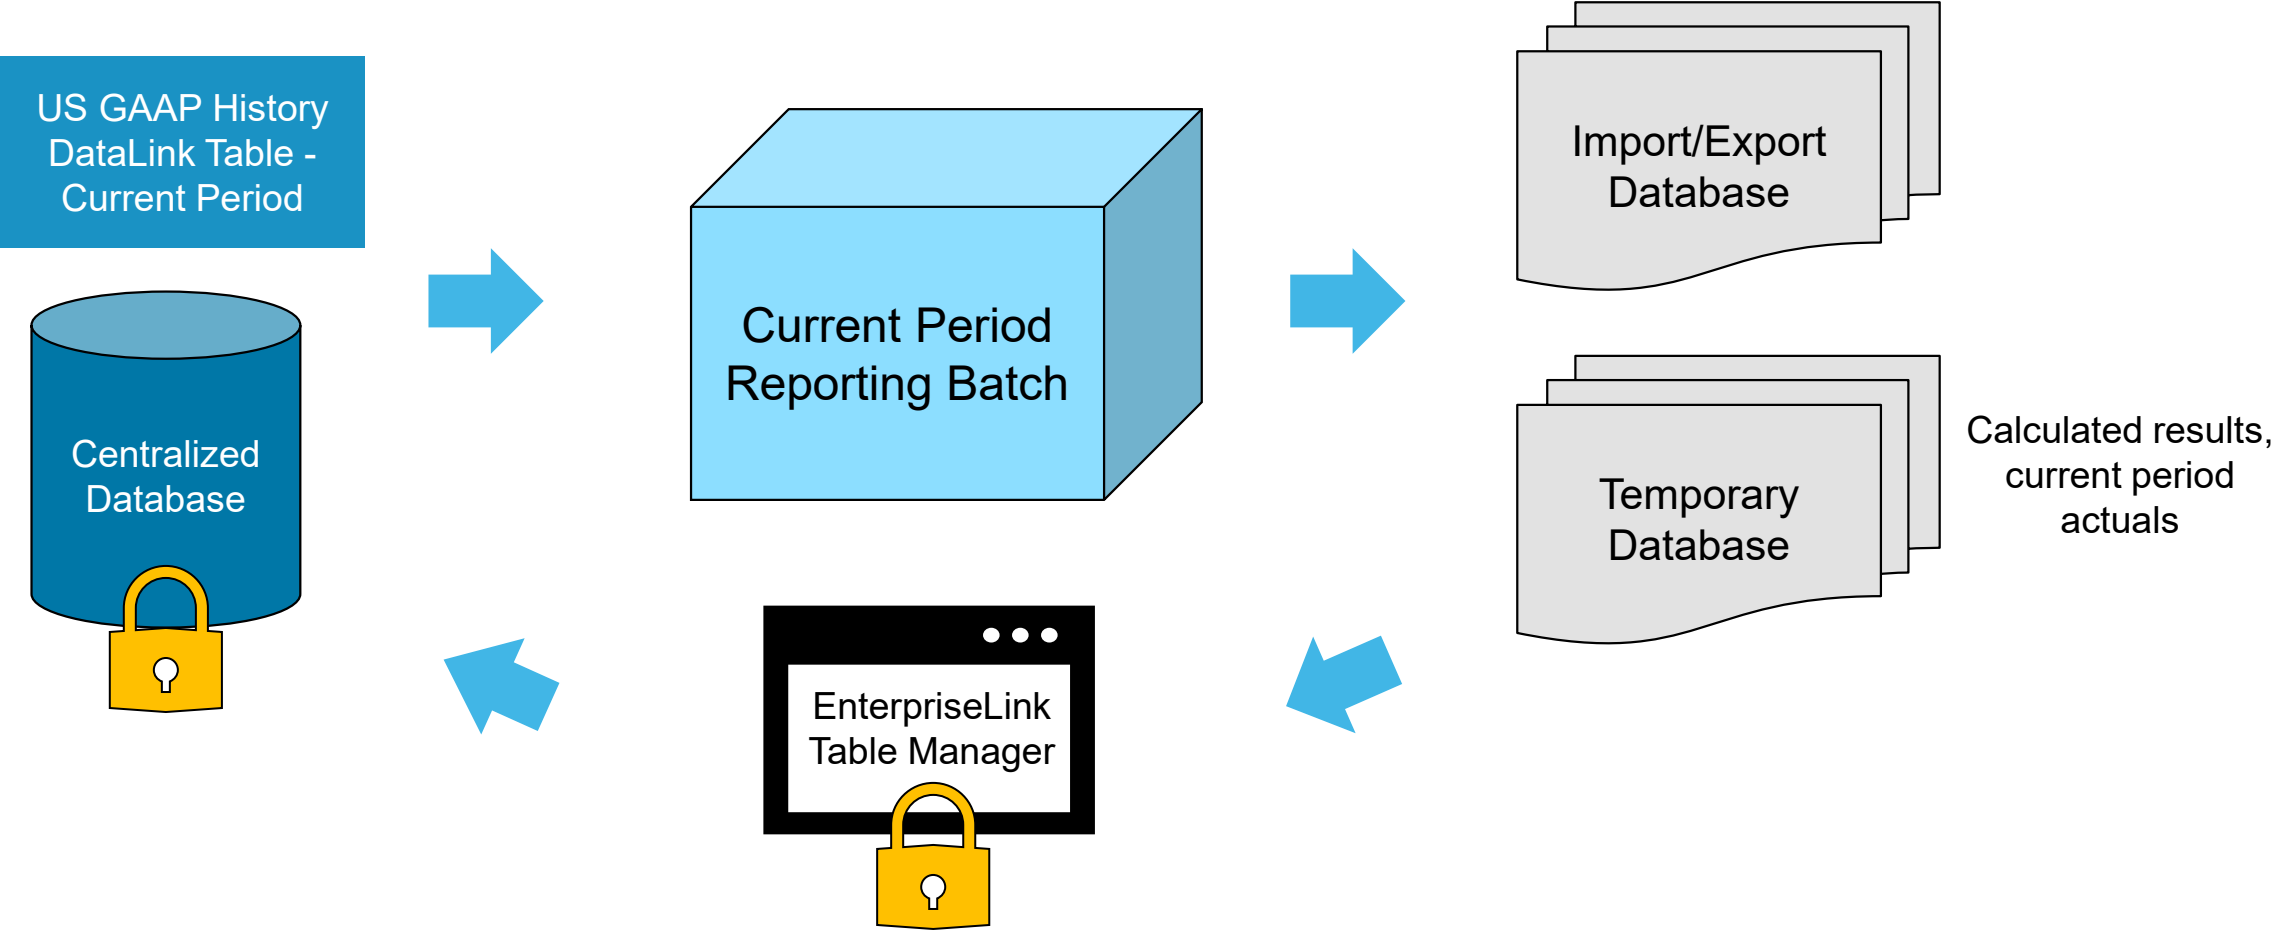 US GAAP History
DataLink Table -
Current Period
Centralized
Database
Current Period
Reporting Batch
Import/Export
Database
Temporary
Database
Calculated results,
current period
actuals
EnterpriseLink
Table Manager